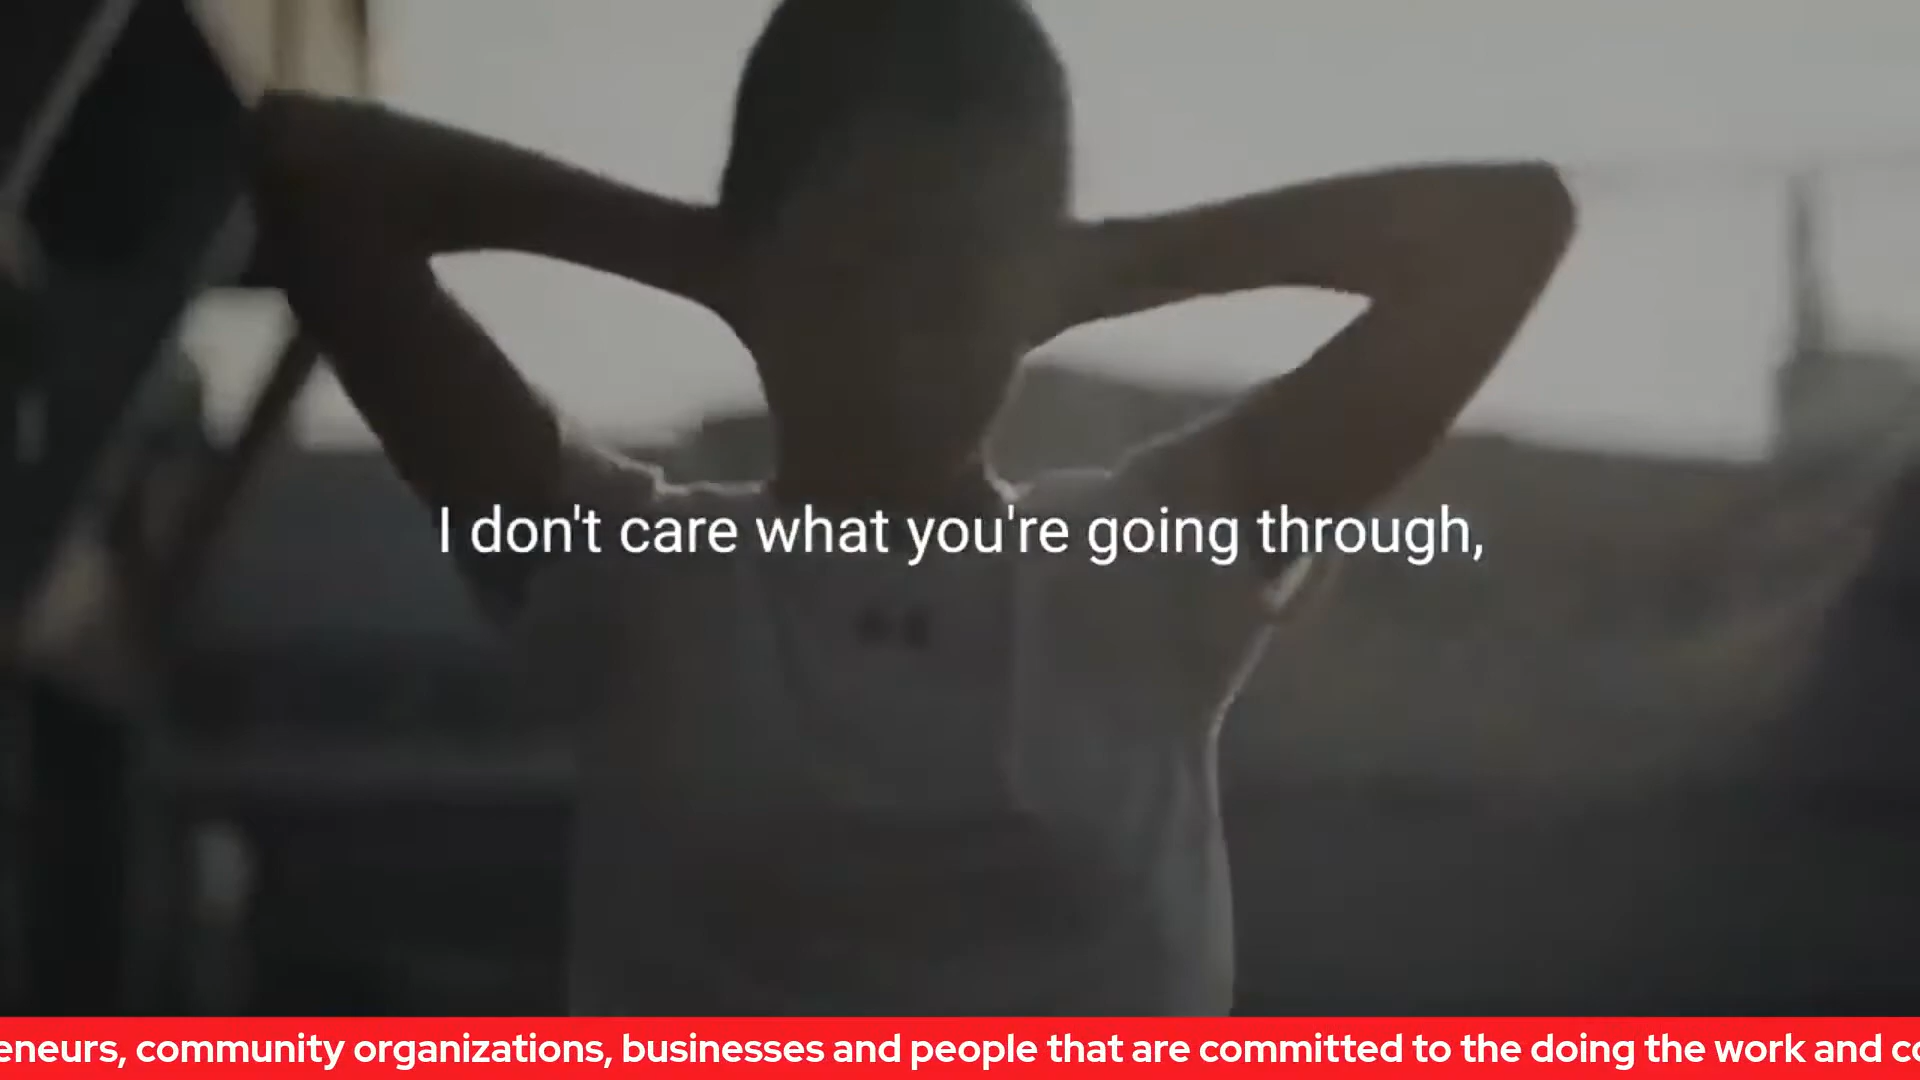 I don't care what you're going through,
eneurs, community organizations, businesses and people that are committed to the doing the work and co